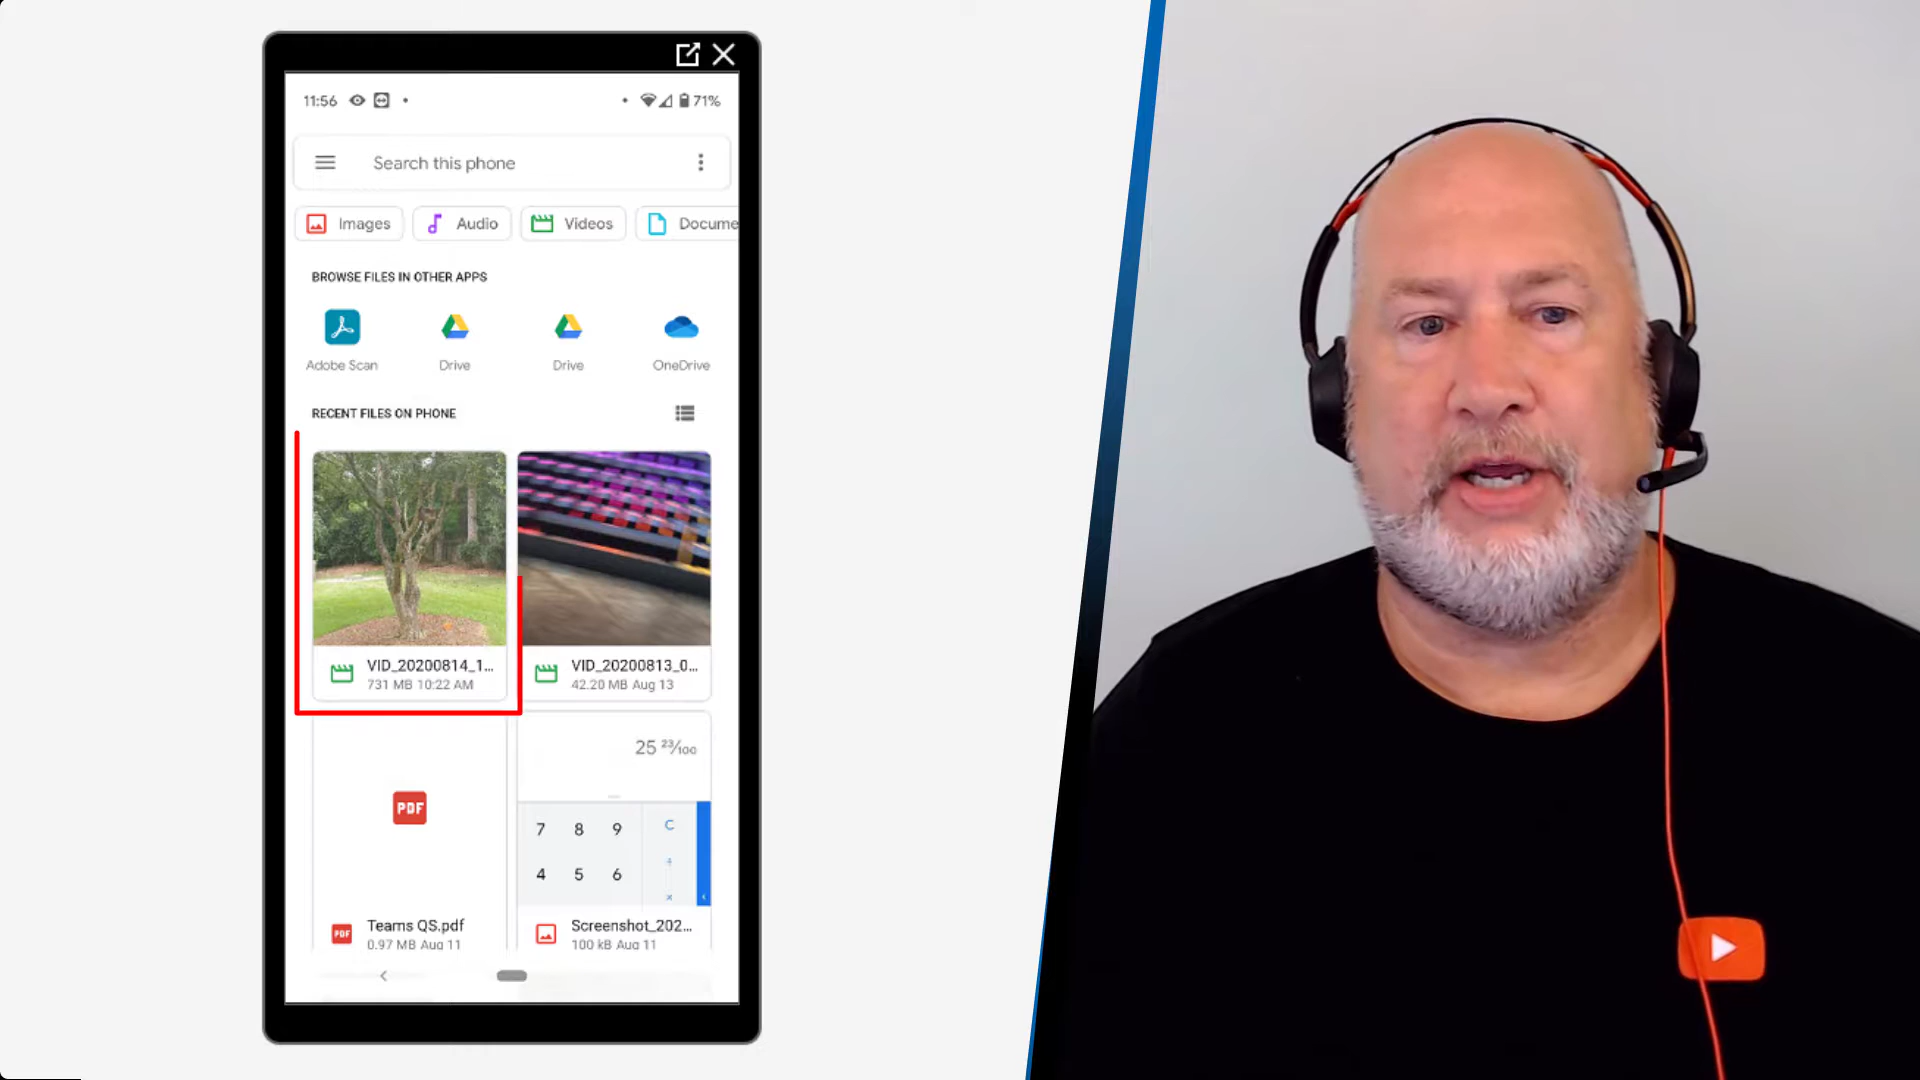 11:56
71%
Search this phone
Images
Audio
Videos
Docume
BROWSE FILES IN OTHER APPS
Adobe Scan
Drive
Drive
OneDrive
RECENT FILES ON PHONE
VID_20200814_1...
731 MB 10:22 AM
VID_20200813_0...
42.20 MB Aug 13
PDF
25 23/100
7 8 9 C
4 5 6 ×
PDF
Teams QS.pdf
0.97 MB Aug 11
Screenshot_202...
100 kB Aug 11